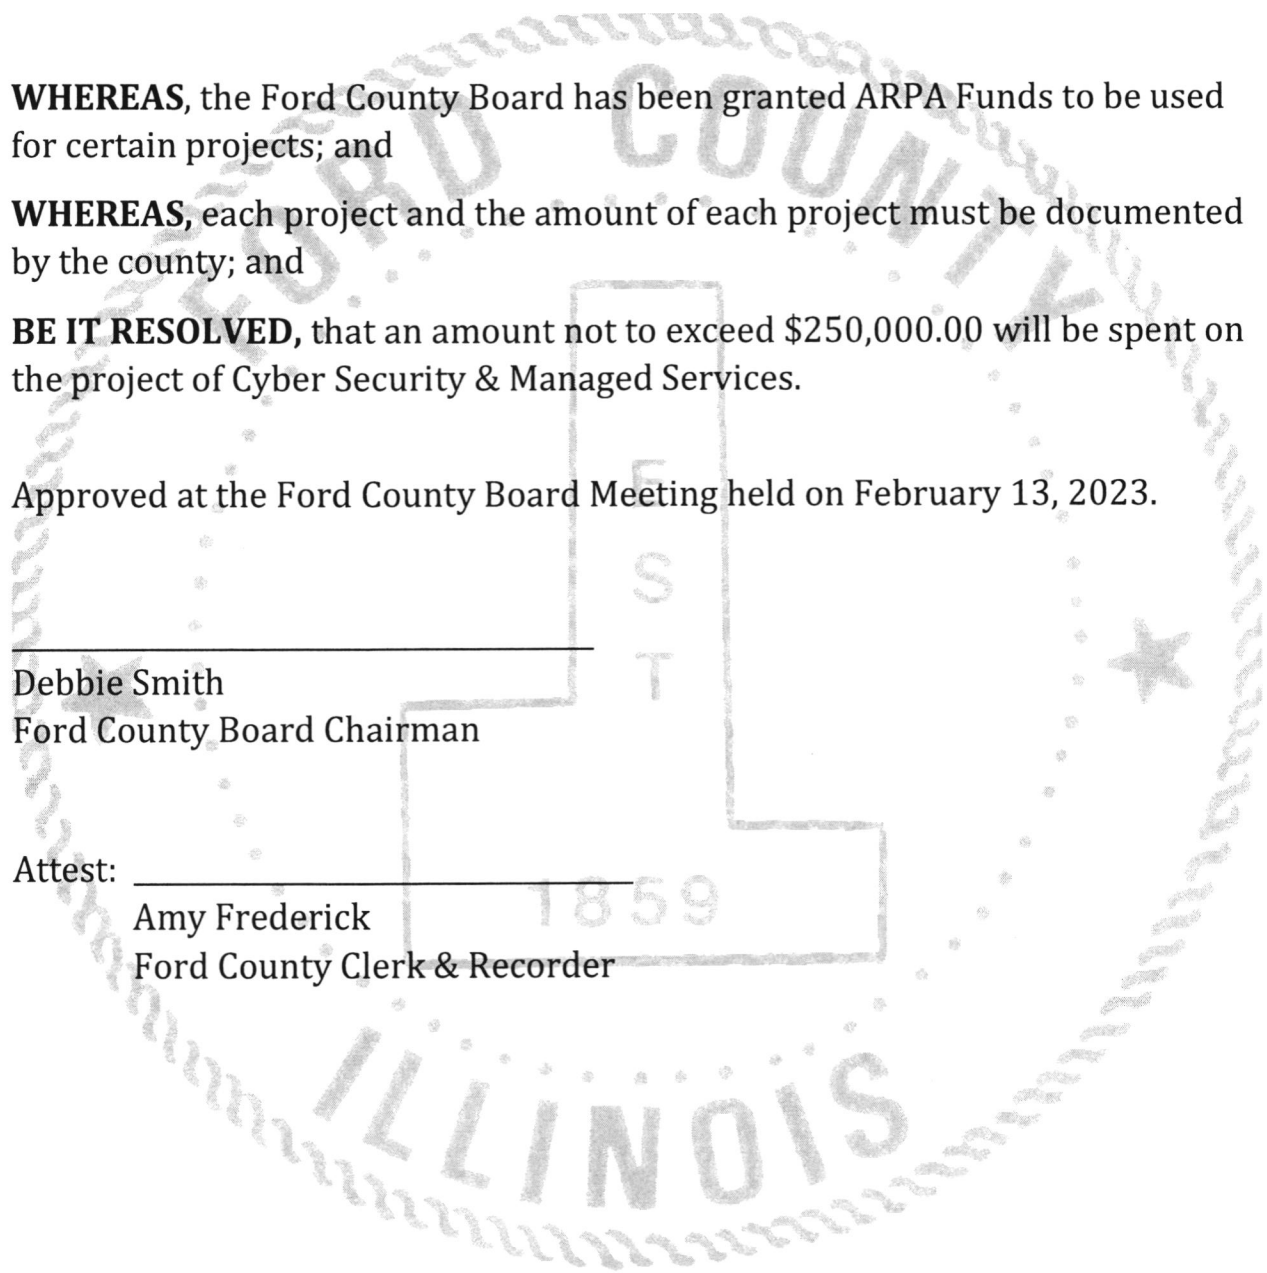 WHEREAS, the Ford County Board has been granted ARPA Funds to be used
for certain projects; and
WHEREAS, each project and the amount of each project must be documented
by the county; and
BE IT RESOLVED, that an amount not to exceed $250,000.00 will be spent on
the project of Cyber Security & Managed Services.
Approved at the Ford County Board Meeting held on February 13, 2023.
Debbie Smith
Ford County Board Chairman
Attest:
Amy Frederick
Ford County Clerk & Recorder
FORD COUNTY
EST
1859
ILLINOIS